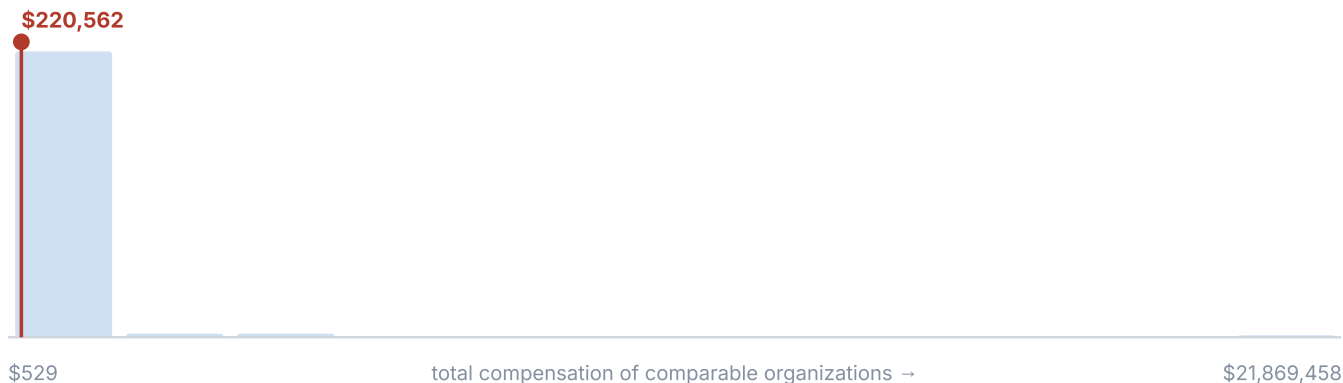 $220,562
$529
total compensation of comparable organizations →
$21,869,458